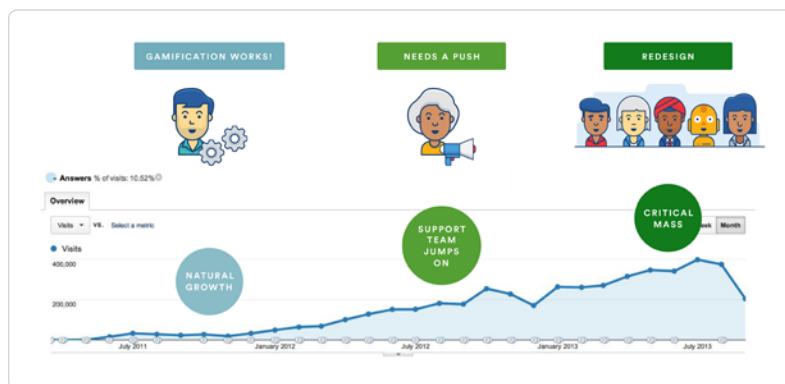 GAMIFICATION WORKS!
NEEDS A PUSH
REDESIGN
Answers % of visits: 10.52%
Overview
Visits
vs.
Select a metric
eek
Month
Visits
CRITICAL
MASS
SUPPORT
TEAM
JUMPS
ON
NATURAL
GROWTH
400,000
200,000
July 2011
January 2012
July 2012
January 2013
July 2013